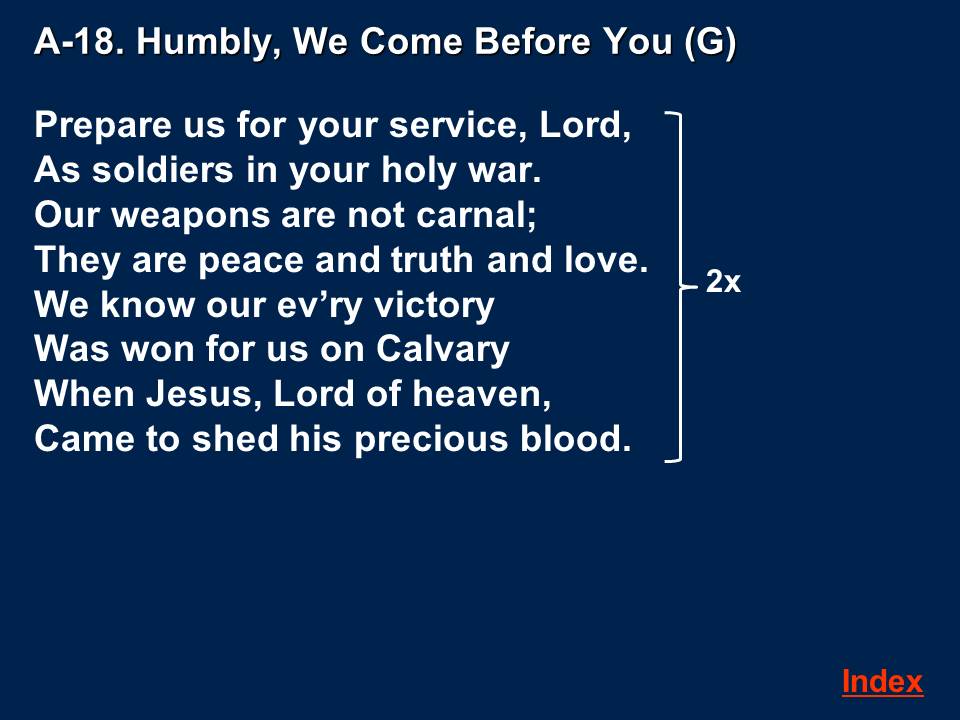 A-18. Humbly, We Come Before You (G)
Prepare us for your service, Lord,
As soldiers in your holy war.
Our weapons are not carnal;
They are peace and truth and love.
We know our ev’ry victory
Was won for us on Calvary
When Jesus, Lord of heaven,
Came to shed his precious blood.
2x
Index